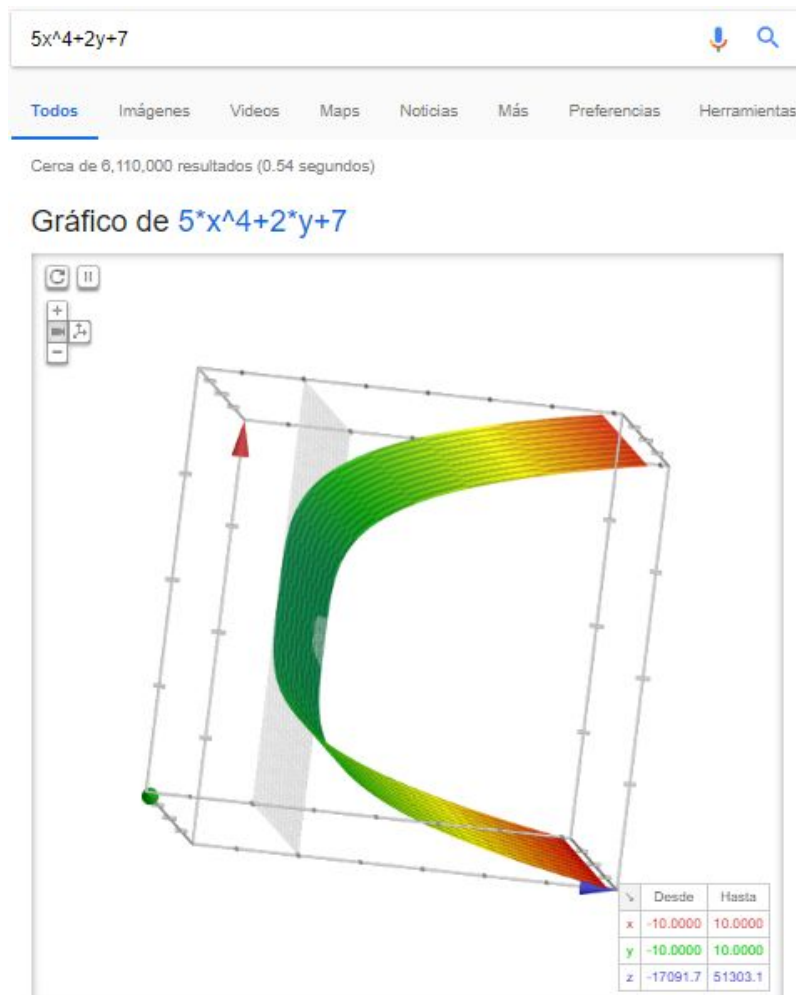 5x^4+2y+7
Todos Imágenes Videos Maps Noticias Más Preferencias Herramientas
Cerca de 6,110,000 resultados (0.54 segundos)
Gráfico de 5*x^4+2*y+7
Desde Hasta
x -10.0000 10.0000
y -10.0000 10.0000
z -17091.7 51303.1